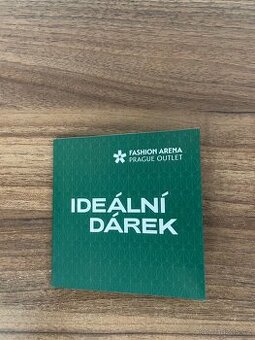 FASHION ARENA
PRAGUE OUTLET
IDEÁLNÍ
DÁREK